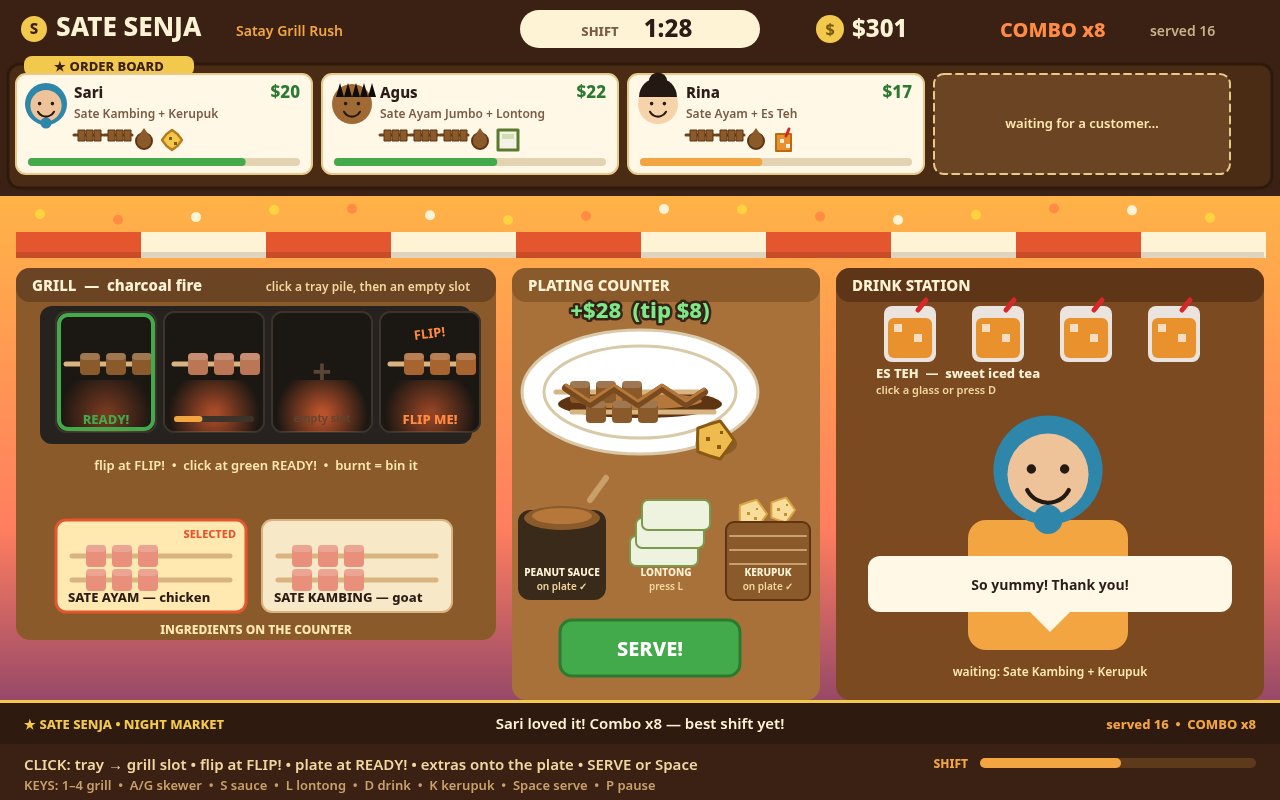 S SATE SENJA Satay Grill Rush SHIFT 1:28 $ $301 COMBO x8 served 16
★ ORDER BOARD
Sari $20
Sate Kambing + Kerupuk
Agus $22
Sate Ayam Jumbo + Lontong
Rina $17
Sate Ayam + Es Teh
waiting for a customer...
GRILL — charcoal fire click a tray pile, then an empty slot
READY!
+
empty slot
FLIP!
FLIP ME!
flip at FLIP! • click at green READY! • burnt = bin it
SELECTED
SATE AYAM — chicken
SATE KAMBING — goat
INGREDIENTS ON THE COUNTER
PLATING COUNTER
+$28 (tip $8)
PEANUT SAUCE
on plate ✓
LONTONG
press L
KERUPUK
on plate ✓
SERVE!
DRINK STATION
ES TEH — sweet iced tea
click a glass or press D
So yummy! Thank you!
waiting: Sate Kambing + Kerupuk
★ SATE SENJA • NIGHT MARKET Sari loved it! Combo x8 — best shift yet! served 16 • COMBO x8
CLICK: tray → grill slot • flip at FLIP! • plate at READY! • extras onto the plate • SERVE or Space SHIFT
KEYS: 1–4 grill • A/G skewer • S sauce • L lontong • D drink • K kerupuk • Space serve • P pause